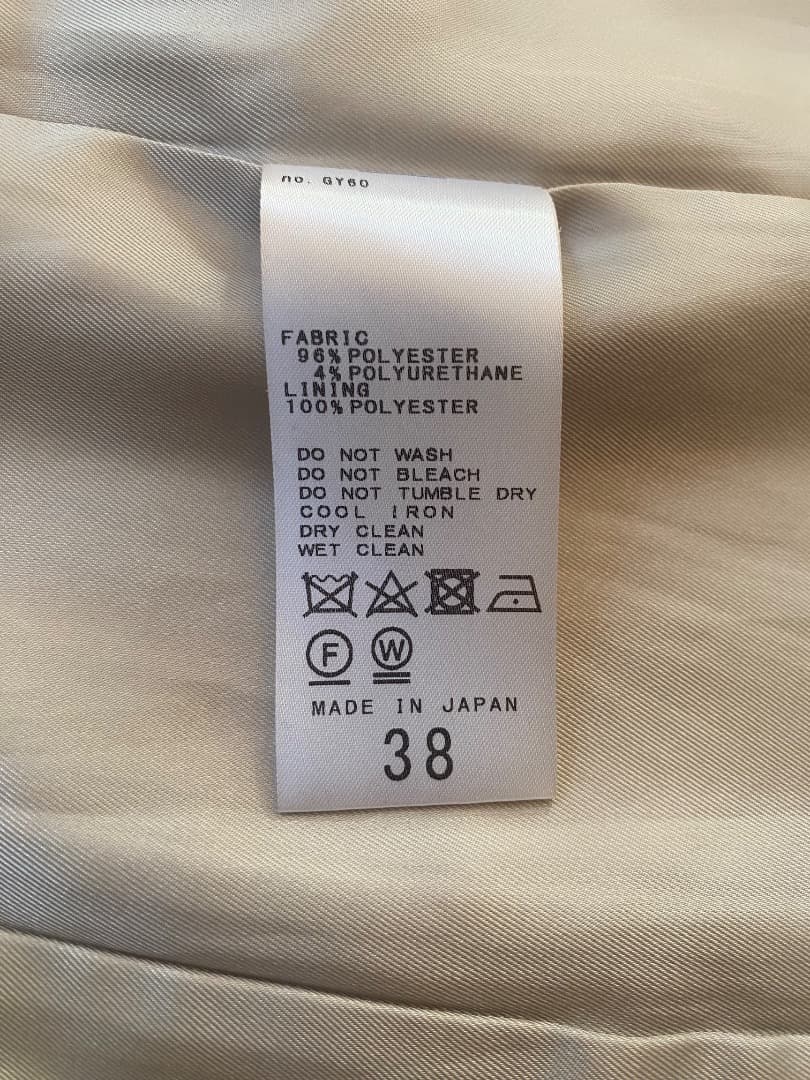 no. GY60
FABRIC
96% POLYESTER
4% POLYURETHANE
LINING
100% POLYESTER
DO NOT WASH
DO NOT BLEACH
DO NOT TUMBLE DRY
COOL IRON
DRY CLEAN
WET CLEAN
F W
MADE IN JAPAN
38